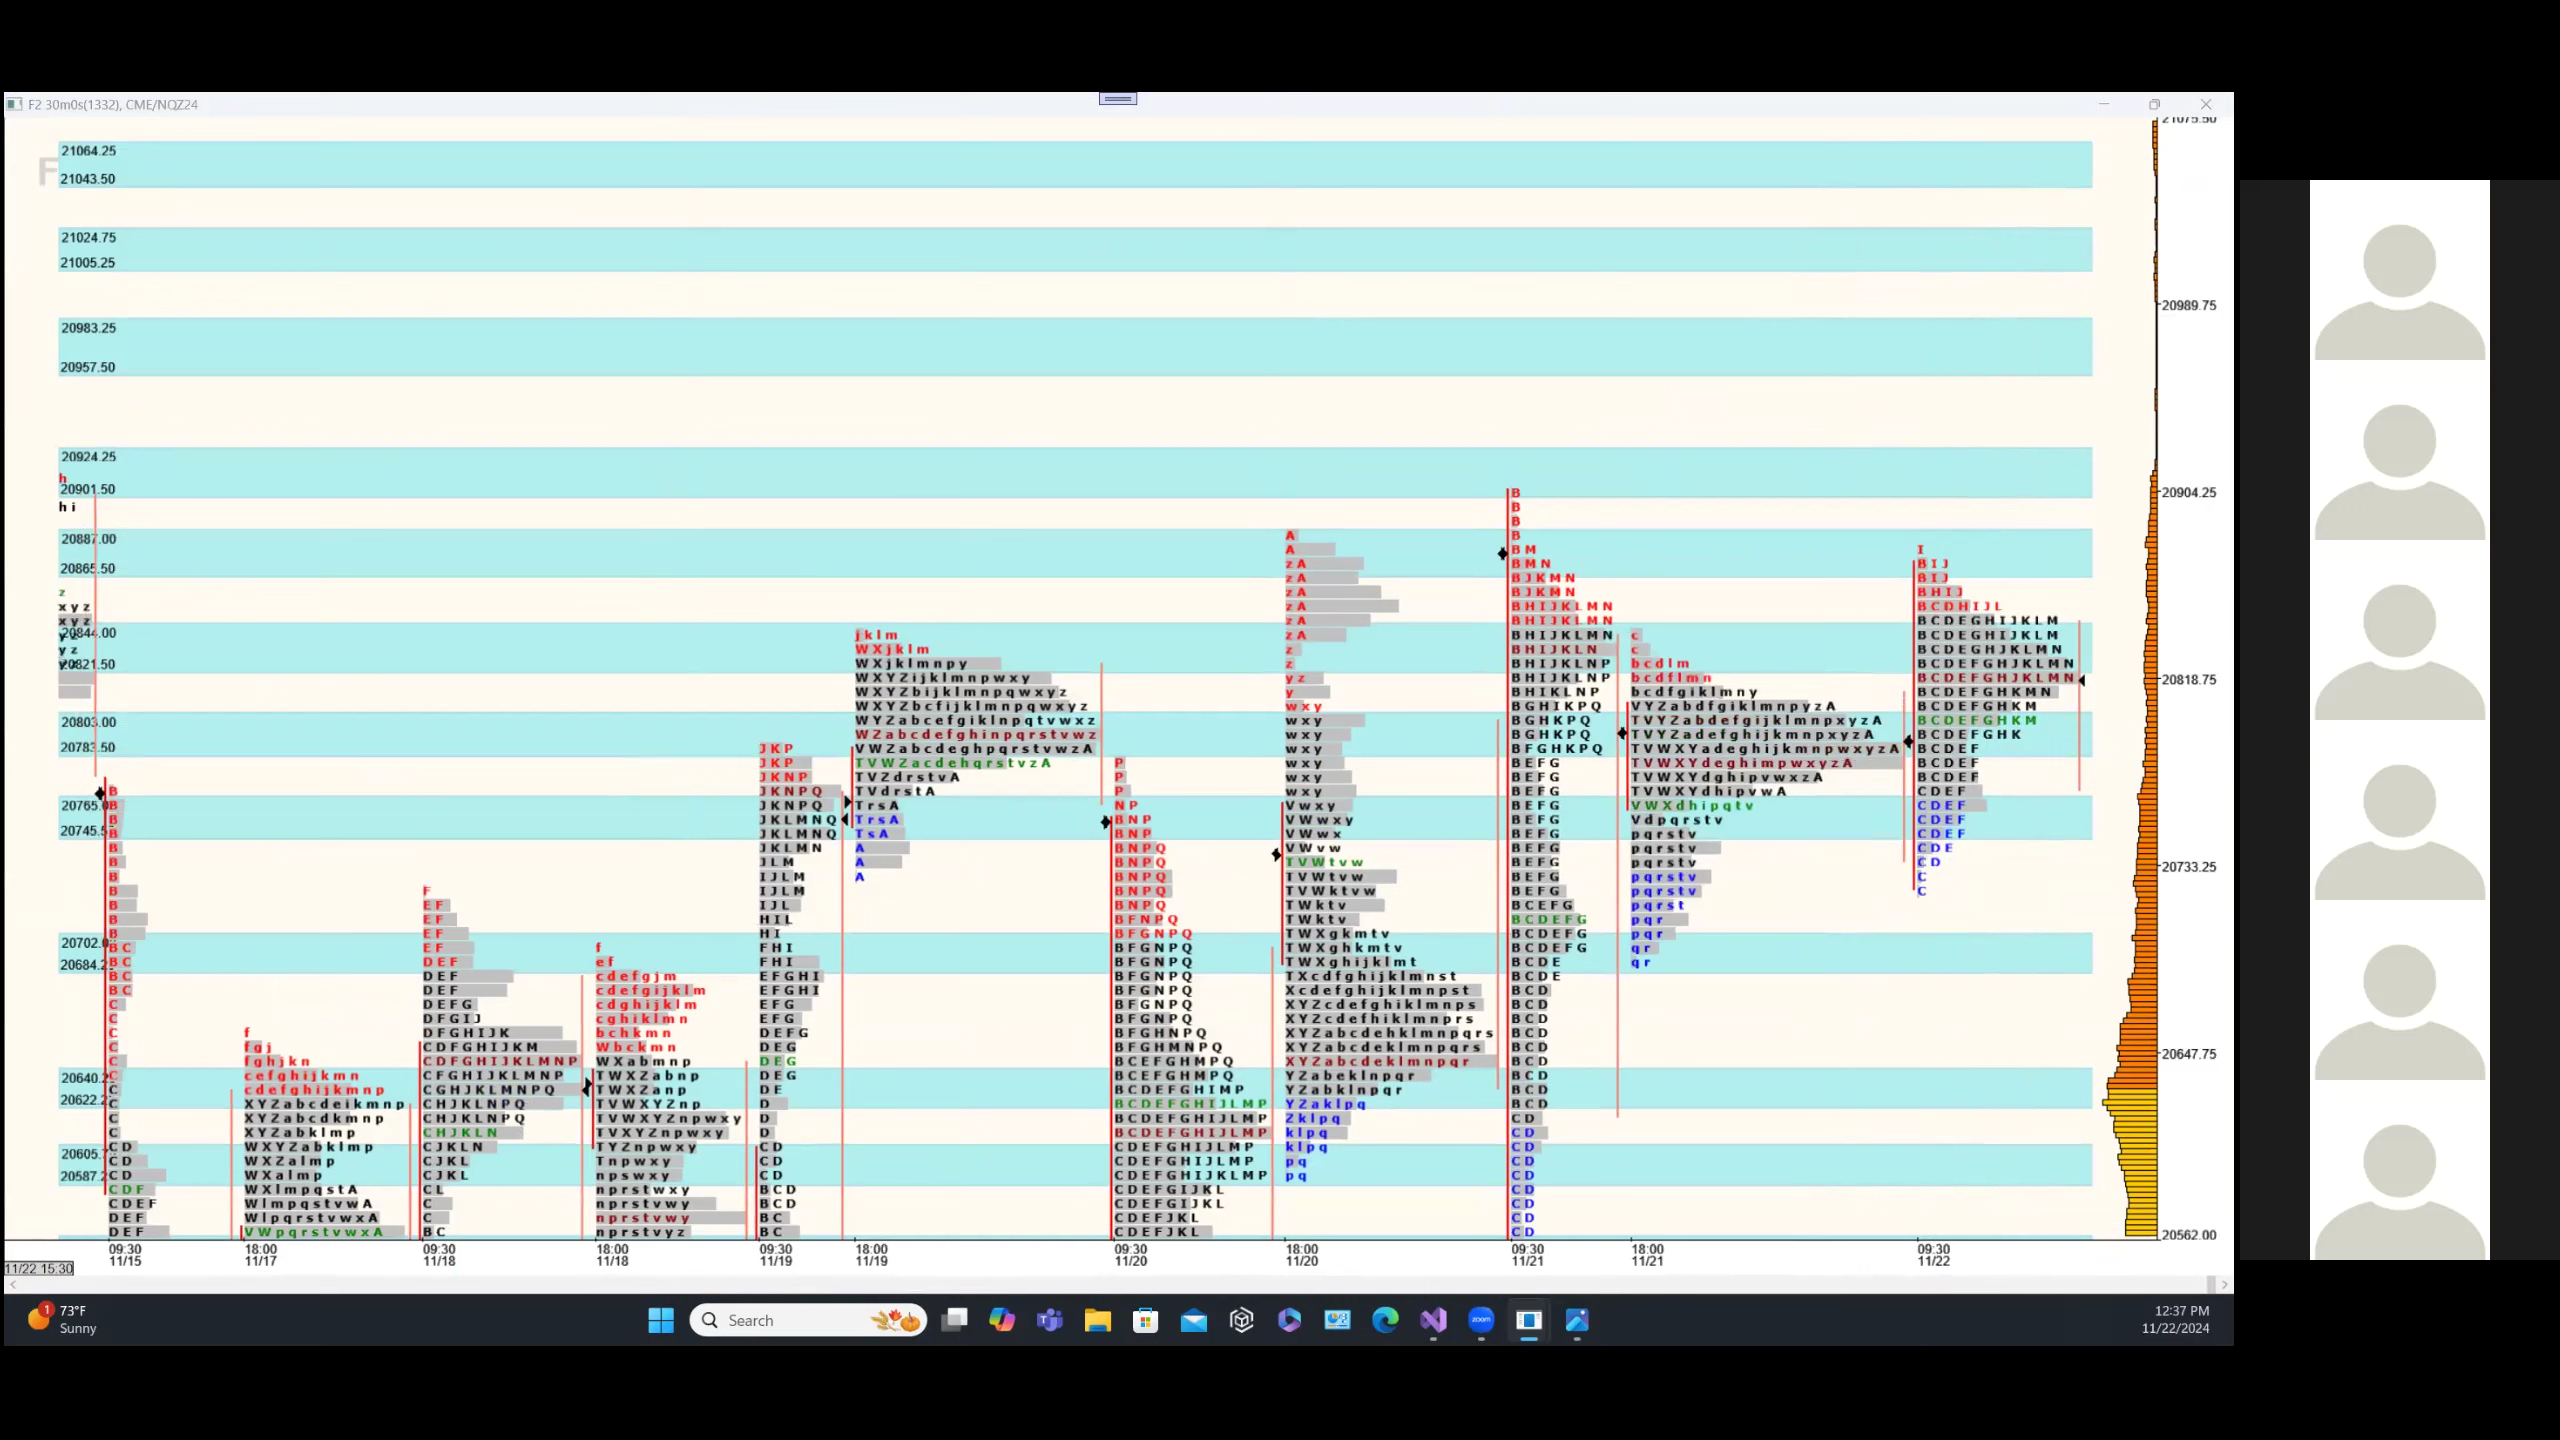 F2 30m0s(1332), CME/NQZ24
21075.50
21064.25
F
21043.50
21024.75
21005.25
20989.75
20983.25
20957.50
20924.25
h
20901.50
h i
20904.25
20887.00
20865.50
z
x y z
x y z
20844.00
y z
20821.50
20818.75
20803.00
20783.50
20745.5
20733.25
20702.0
20684.2
20647.75
20640.2
20622.2
20605.7
20587.2
20562.00
B
B
B
B
B
B
B
B
B
B
B
B C
B C
B C
B C
C
C
C
C
C
C
C
C
C
C
C D
C D
C D
C D F
C D E F
D E F
D E F
f
f g j
f g h j k n
c e f g h i j k m n
c d e f g h i j k m n p
X Y Z a b c d e i k m n p
X Y Z a b c d k m n p
X Y Z a b k l m p
W X Y Z a b k l m p
W X Z a l m p
W X a l m p
W X l m p q s t A
W l m p q s t v w A
W l p q r s t v w x A
V W p q r s t v w x A
F
E F
E F
E F
E F
D E F
D E F
D E F
D E F G
D F G I J
D F G H I J K
C D F G H I J K M
C D F G H I J K L M N P
C F G H I J K L M N P
C G H J K L M N P Q
C H J K L N P Q
C H J K L N P Q
C H J K L N
C J K L N
C J K L
C J K L
C L
C
C
B C
f
e f
c d e f g j m
c d e f g i j k l m
c d g h i j k l m
c g h i k l m n
b c h k m n
W b c k m n
W X a b m n p
T W X Z a b n p
T W X Z a n p
T V W X Y Z n p
T V W X Y Z n p w x y
T V X Y Z n p w x y
T Y Z n p w x y
T n p w x y
n p s w x y
n p r s t w x y
n p r s t v w y
n p r s t v w y
n p r s t v y z
J K P
J K P
J K N P
J K N P Q
J K N P Q
J K L M N Q
J K L M N Q
J K L M N
J L M
I J L M
I J L M
I J L
H I L
H I
F H I
F H I
E F G H I
E F G H I
E F G
E F G
D E F G
D E G
D E G
D E G
D E
D
D
D
C D
C D
C D
B C D
B C D
B C
B C
j k l m
W X j k l m
W X j k l m n p y
W X Y Z i j k l m n p w x y
W X Y Z b i j k l m n p q w x y z
W X Y Z b c f i j k l m n p q w x y z
W Y Z a b c e f g i k l n p q t v w x z
W Z a b c d e f g h i n p q r s t v w z
V W Z a b c d e g h p q r s t v w z A
T V W Z a c d e h q r s t v z A
T V Z d r s t v A
T V d r s t A
T r s A
T r s A
T s A
A
A
A
P
P
P
N P
B N P
B N P
B N P Q
B N P Q
B N P Q
B N P Q
B N P Q
B F N P Q
B F G N P Q
B F G N P Q
B F G N P Q
B F G N P Q
B F G N P Q
B F G N P Q
B F G N P Q
B F G H N P Q
B F G H M N P Q
B C E F G H M P Q
B C E F G H M P Q
B C D E F G H I M P
B C D E F G H I J L M P
B C D E F G H I J L M P
B C D E F G H I J L M P
C D E F G H I J L M P
C D E F G H I J L M P
C D E F G H I J K L M P
C D E F G I J K L
C D E F G I J K L
C D E F J K L
C D E F J K L
A
A
z A
z A
z A
z A
z A
z A
z
z
y z
y
w x y
w x y
w x y
w x y
w x y
w x y
V w x y
V W w x y
V W w x
V W v w
T V W t v w
T V W t v w
T V W k t v w
T W k t v
T W k t v
T W X g k m t v
T W X g h k m t v
T W X g h i j k l m t
T X c d f g h i j k l m n s t
X c d e f g h i j k l m n p s t
X Y Z c d e f g h i k l m n p s
X Y Z c d e f h i k l m n p r s
X Y Z a b c d e h k l m n p q r s
X Y Z a b c d e k l m n p q r s
X Y Z a b c d e k l m n p q r
Y Z a b e k l n p q r
Y Z a b k l n p q r
Y Z a k l p q
Z k l p q
k l p q
k l p q
p q
p q
B
B
B
B
B M
B M N
B J K M N
B J K M N
B H I J K L M N
B H I J K L M N
B H I J K L M N
B H I J K L N
B H I J K L N P
B H I J K L N P
B H I K L N P
B G H I K P Q
B G H K P Q
B G H K P Q
B F G H K P Q
B E F G
B E F G
B E F G
B E F G
B E F G
B E F G
B E F G
B E F G
B E F G
B E F G
B C E F G
B C D E F G
B C D E F G
B C D E F G
B C D E
B C D E
B C D
B C D
B C D
B C D
B C D
B C D
B C D
B C D
B C D
C D
C D
C D
C D
C D
C D
C D
C D
C D
c
c
b c d l m
b c d f l m n
b c d f g i k l m n y
V Y Z a b d f g i k l m n p y z A
T V Y Z a b d e f g i j k l m n p x y z A
T V Y Z a d e f g h i j k m n p x y z A
T V W X Y a d e g h i j k m n p w x y z A
T V W X Y d e g h i m p w x y z A
T V W X Y d g h i p v w x z A
T V W X Y d h i p v w A
V W X d h i p q t v
V d p q r s t v
p q r s t v
p q r s t v
p q r s t v
p q r s t v
p q r s t v
p q r s t
p q r
p q r
q r
q r
I
B I J
B I J
B H I J
B C D H I J L
B C D E G H I J K L M
B C D E G H I J K L M
B C D E G H J K L M N
B C D E F G H J K L M N
B C D E F G H J K L M N
B C D E F G H K M N
B C D E F G H K M
B C D E F G H K M
B C D E F G H K
B C D E F
B C D E F
B C D E F
C D E F
C D E F
C D E F
C D E F
C D E
C D
C
C
09:30 18:00 09:30 18:00 09:30 18:00 09:30 18:00 09:30 18:00 09:30
11/15 11/17 11/18 11/18 11/19 11/19 11/20 11/20 11/21 11/21 11/22
11/22 15:30
1
73°F
Sunny
Search
zoom
12:37 PM
11/22/2024